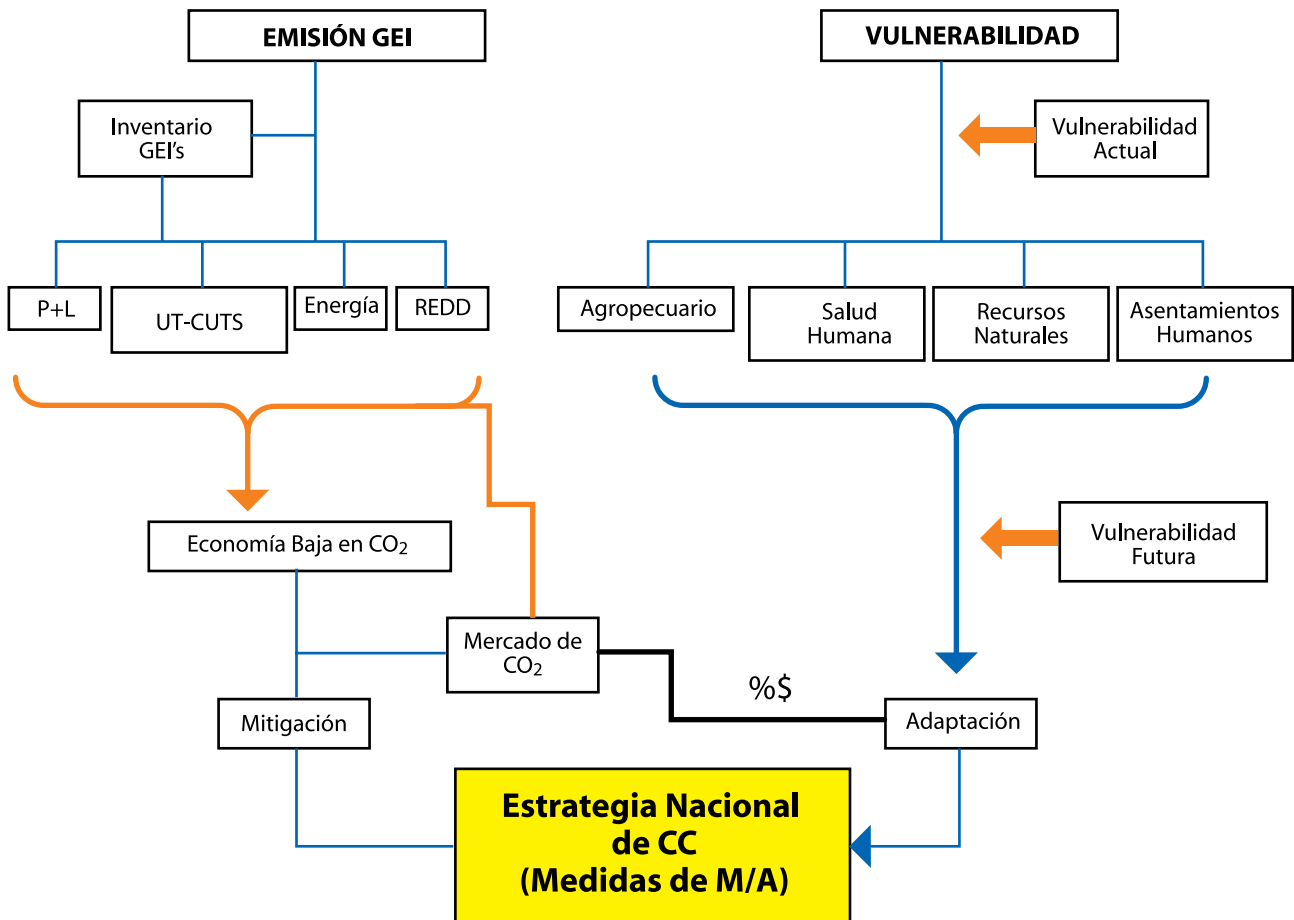 EMISIÓN GEI
VULNERABILIDAD
Inventario
GEI's
Vulnerabilidad
Actual
P+L
UT-CUTS
Energía
REDD
Agropecuario
Salud
Humana
Recursos
Naturales
Asentamientos
Humanos
Economía Baja en CO₂
Vulnerabilidad
Futura
Mercado de
CO₂
%$
Mitigación
Adaptación
Estrategia Nacional
de CC
(Medidas de M/A)